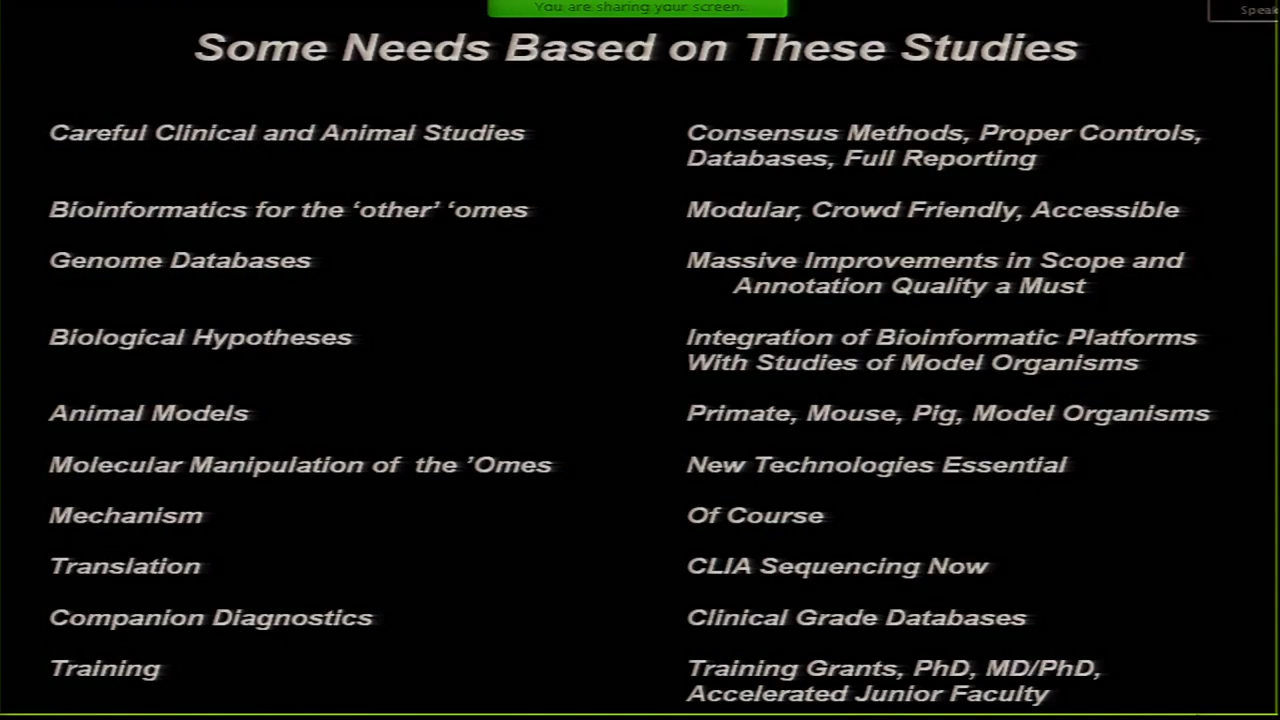 You are sharing your screen.
Some Needs Based on These Studies
Careful Clinical and Animal Studies
Consensus Methods, Proper Controls,
Databases, Full Reporting
Bioinformatics for the ‘other’ ‘omes
Modular, Crowd Friendly, Accessible
Genome Databases
Massive Improvements in Scope and
Annotation Quality a Must
Biological Hypotheses
Integration of Bioinformatic Platforms
With Studies of Model Organisms
Animal Models
Primate, Mouse, Pig, Model Organisms
Molecular Manipulation of the ’Omes
New Technologies Essential
Mechanism
Of Course
Translation
CLIA Sequencing Now
Companion Diagnostics
Clinical Grade Databases
Training
Training Grants, PhD, MD/PhD,
Accelerated Junior Faculty